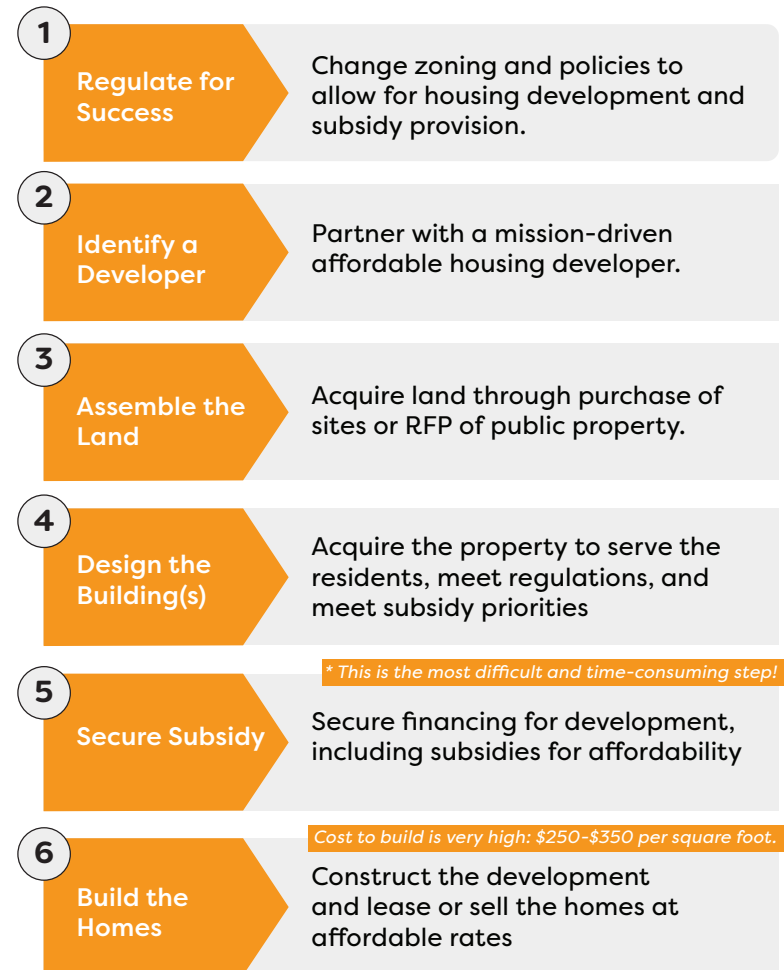 1
Regulate for
Success
Change zoning and policies to
allow for housing development and
subsidy provision.
2
Identify a
Developer
Partner with a mission-driven
affordable housing developer.
3
Assemble the
Land
Acquire land through purchase of
sites or RFP of public property.
4
Design the
Building(s)
Acquire the property to serve the
residents, meet regulations, and
meet subsidy priorities
* This is the most difficult and time-consuming step!
5
Secure Subsidy
Secure financing for development,
including subsidies for affordability
Cost to build is very high: $250-$350 per square foot.
6
Build the
Homes
Construct the development
and lease or sell the homes at
affordable rates